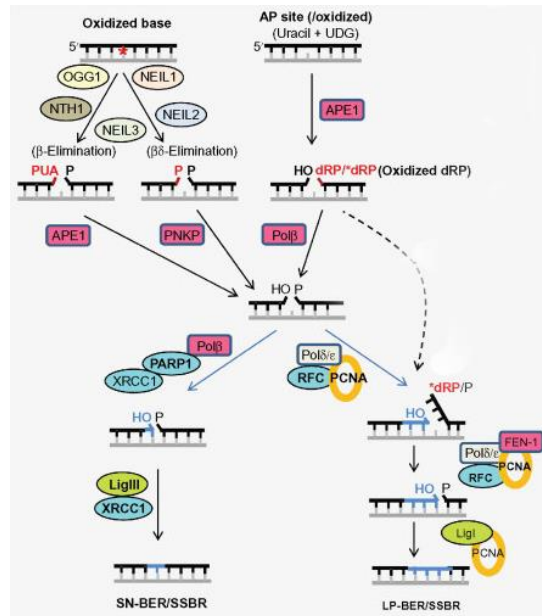 Oxidized base
AP site (/oxidized)
(Uracil + UDG)
5'
*
5'
OGG1
NEIL1
NTH1
NEIL2
NEIL3
APE1
(β-Elimination)
(βδ-Elimination)
PUA P
P P
HO dRP/*dRP(Oxidized dRP)
APE1
PNKP
Polβ
HO P
Polβ
PARP1
XRCC1
Polδ/ε
RFC PCNA
*dRP/P
HO P
HO
FEN-1
Polδ/ε
PCNA
RFC
LigIII
XRCC1
HO P
LigI
PCNA
SN-BER/SSBR
LP-BER/SSBR